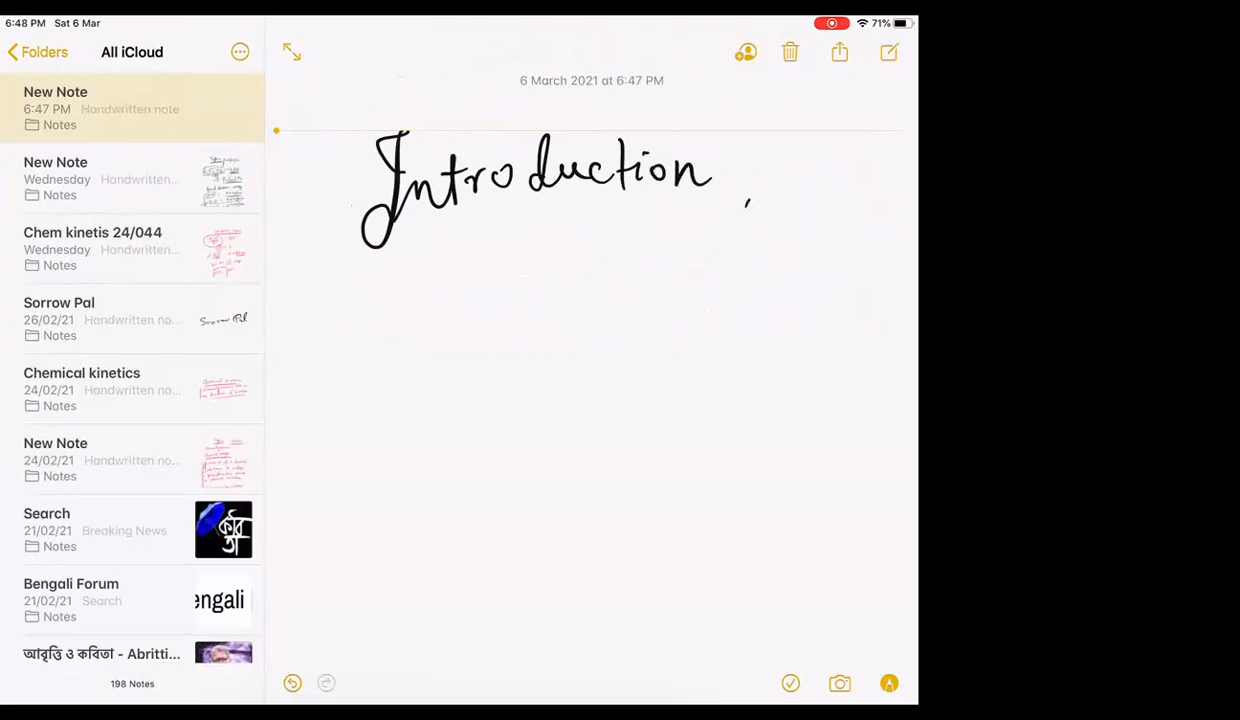 6:48 PM Sat 6 Mar
71%
Folders
All iCloud
New Note
6:47 PM Handwritten note
Notes
New Note
Wednesday Handwritten...
Notes
Chem kinetis 24/044
Wednesday Handwritten...
Notes
Sorrow Pal
26/02/21 Handwritten no...
Notes
Sorrow Pal
Chemical kinetics
24/02/21 Handwritten no...
Notes
New Note
24/02/21 Handwritten no...
Notes
Search
21/02/21 Breaking News
Notes
কবি
তা
Bengali Forum
21/02/21 Search
Notes
engali
আবৃত্তি ও কবিতা - Abritti...
198 Notes
6 March 2021 at 6:47 PM
Introduction